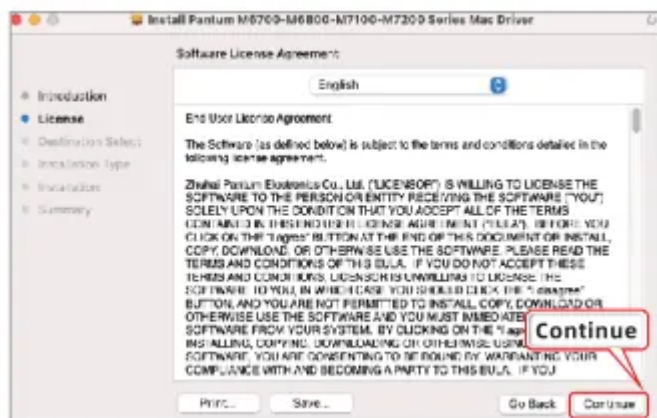 Install Pantum M6700-M6800-M7100-M7200 Series Mac Driver
Software License Agreement
English
Introduction
License
Destination Select
Installation Type
Installation
Summary
End User License Agreement
The Software (as defined below) is subject to the terms and conditions detailed in the
following license agreement.
Zhuhai Pantum Electronics Co., Ltd. ("LICENSOR") IS WILLING TO LICENSE THE
SOFTWARE TO THE PERSON OR ENTITY RECEIVING THE SOFTWARE ("YOU")
SOLELY UPON THE CONDITION THAT YOU ACCEPT ALL OF THE TERMS
CONTAINED IN THIS END USER LICENSE AGREEMENT ("EULA"). BEFORE YOU
CLICK ON THE "I agree" BUTTON AT THE END OF THIS DOCUMENT OR INSTALL,
COPY, DOWNLOAD, OR OTHERWISE USE THE SOFTWARE, PLEASE READ THE
TERMS AND CONDITIONS OF THIS EULA. IF YOU DO NOT ACCEPT THESE
TERMS AND CONDITIONS, LICENSOR IS UNWILLING TO LICENSE THE
SOFTWARE TO YOU, IN WHICH CASE YOU SHOULD CLICK THE "I disagree"
BUTTON, AND YOU ARE NOT PERMITTED TO INSTALL, COPY, DOWNLOAD OR
OTHERWISE USE THE SOFTWARE AND YOU MUST
SOFTWARE FROM YOUR SYSTEM. BY CLICKING ON THE
INSTALLING, COPYING, DOWNLOADING OR OTHERWISE
SOFTWARE, YOU ARE CONSENTING TO BE BOUND BY, WARRANTING YOUR
COMPLIANCE WITH AND BECOMING A PARTY TO THIS EULA. IF YOU
Continue
Print...
Save...
Go Back
Continue